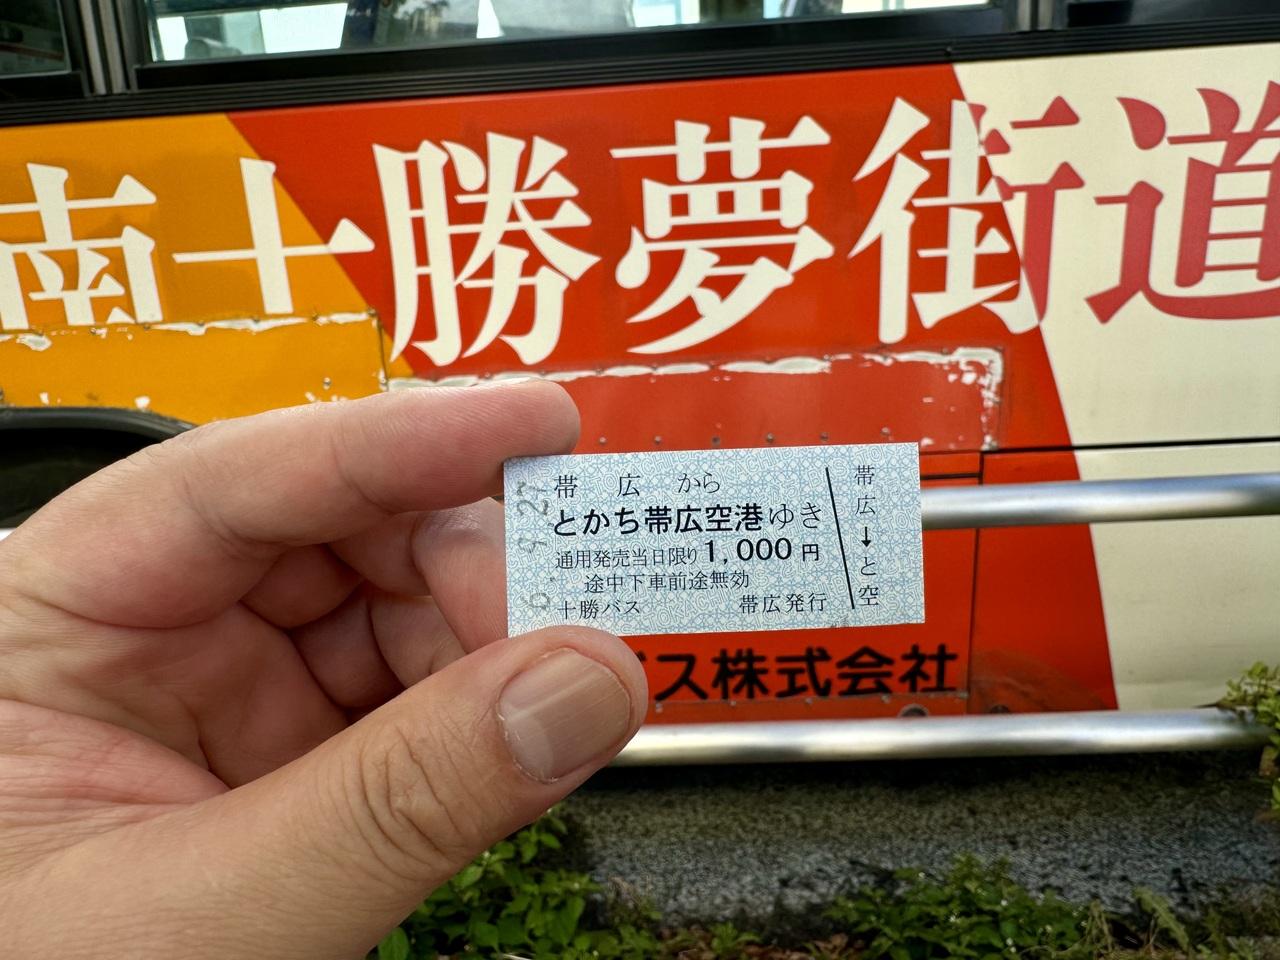 南十勝夢街道
帯広から
とかち帯広空港ゆき
通用発売当日限り1,000円
途中下車前途無効
十勝バス 帯広発行
帯広→と空
6. 9. 27
バス株式会社